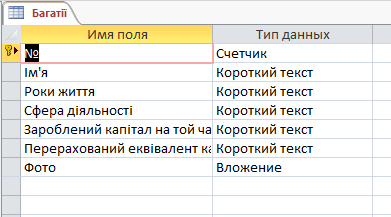 Багатії
Имя поля Тип данных
№ Счетчик
Ім'я Короткий текст
Роки життя Короткий текст
Сфера діяльності Короткий текст
Зароблений капітал на той ча Короткий текст
Перерахований еквівалент ка Короткий текст
Фото Вложение